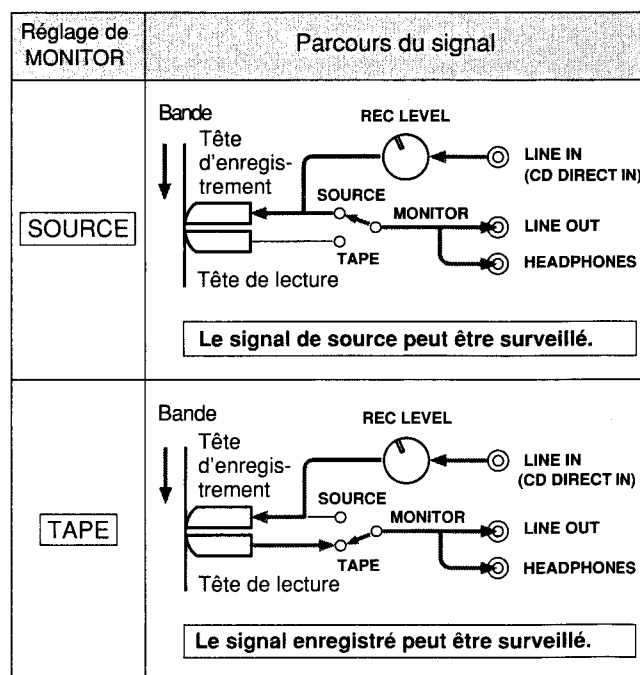 Réglage de
MONITOR
Parcours du signal
SOURCE
Bande
Tête
d'enregis-
trement
REC LEVEL
LINE IN
(CD DIRECT IN)
SOURCE
MONITOR
LINE OUT
TAPE
HEADPHONES
Tête de lecture
Le signal de source peut être surveillé.
TAPE
Bande
Tête
d'enregis-
trement
REC LEVEL
LINE IN
(CD DIRECT IN)
SOURCE
MONITOR
LINE OUT
TAPE
HEADPHONES
Tête de lecture
Le signal enregistré peut être surveillé.